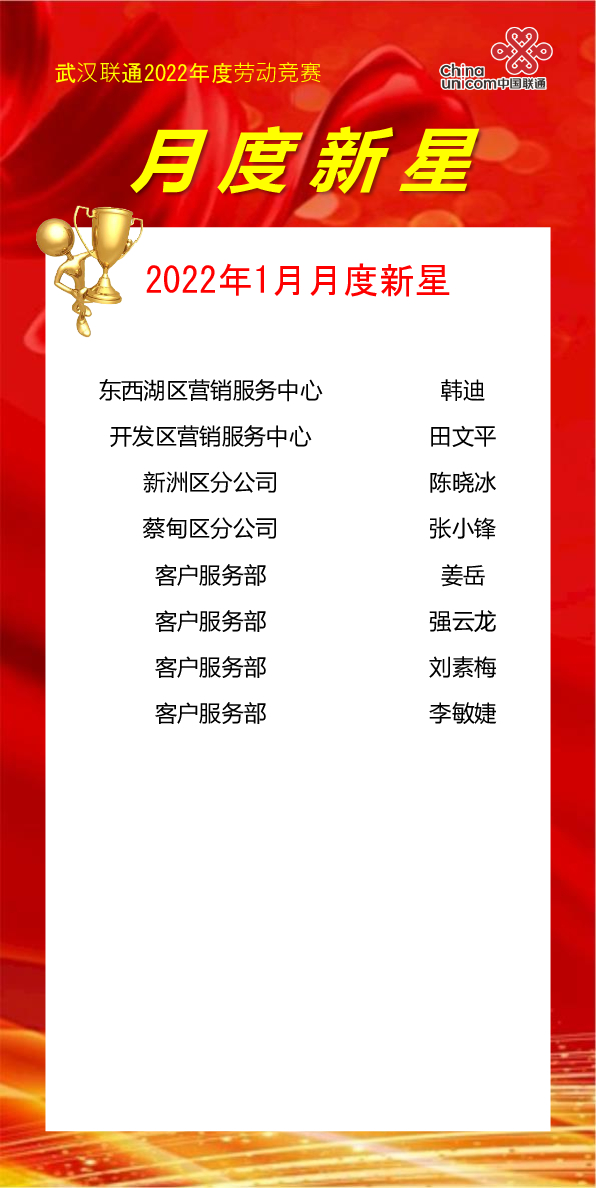 武汉联通2022年度劳动竞赛
China
unicom中国联通
月度新星
2022年1月月度新星
东西湖区营销服务中心 韩迪
开发区营销服务中心 田文平
新洲区分公司 陈晓冰
蔡甸区分公司 张小锋
客户服务部 姜岳
客户服务部 强云龙
客户服务部 刘素梅
客户服务部 李敏婕